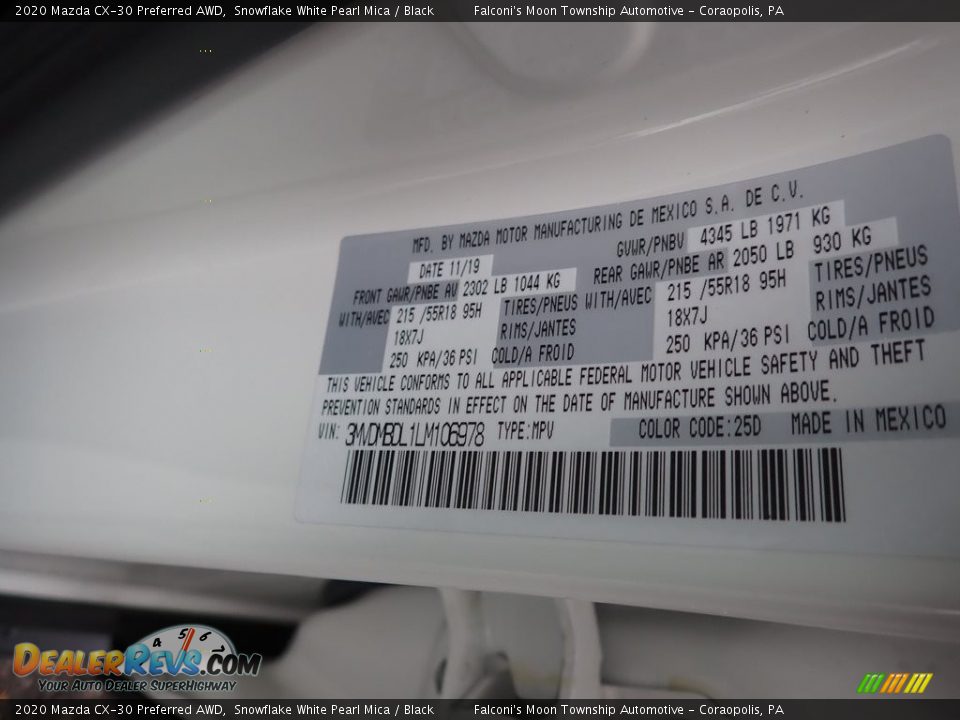 2020 Mazda CX-30 Preferred AWD, Snowflake White Pearl Mica / Black Falconi's Moon Township Automotive - Coraopolis, PA
MFD. BY MAZDA MOTOR MANUFACTURING DE MEXICO S.A. DE C.V.
DATE 11/19 GVWR/PNBV 4345 LB 1971 KG
FRONT GAWR/PNBE AV 2302 LB 1044 KG REAR GAWR/PNBE AR 2050 LB 930 KG
WITH/AVEC 215 /55R18 95H TIRES/PNEUS WITH/AVEC 215 /55R18 95H TIRES/PNEUS
18X7J RIMS/JANTES 18X7J RIMS/JANTES
250 KPA/36 PSI COLD/A FROID 250 KPA/36 PSI COLD/A FROID
THIS VEHICLE CONFORMS TO ALL APPLICABLE FEDERAL MOTOR VEHICLE SAFETY AND THEFT
PREVENTION STANDARDS IN EFFECT ON THE DATE OF MANUFACTURE SHOWN ABOVE.
VIN: 3MVDMBDL1LM106978 TYPE:MPV COLOR CODE:25D MADE IN MEXICO
4 5 6 7
DEALERREVS.COM
YOUR AUTO DEALER SUPERHIGHWAY
2020 Mazda CX-30 Preferred AWD, Snowflake White Pearl Mica / Black Falconi's Moon Township Automotive - Coraopolis, PA